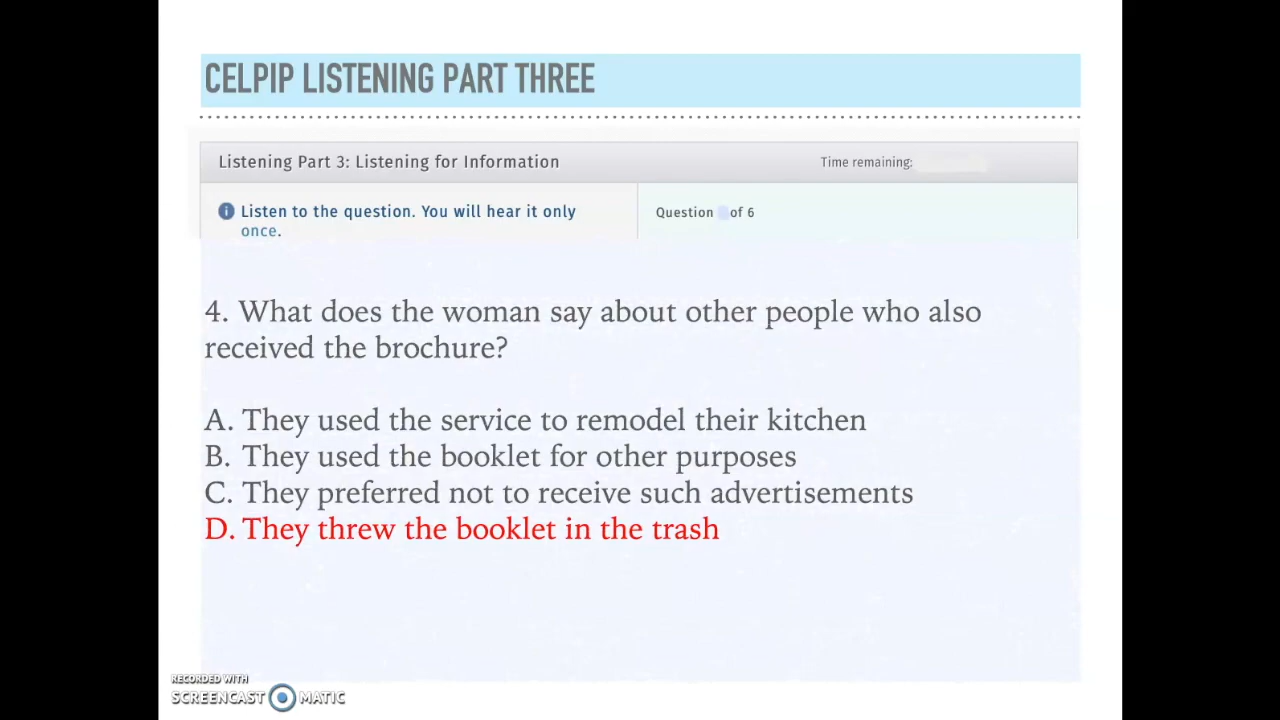 CELPIP LISTENING PART THREE
Listening Part 3: Listening for Information
Time remaining:
Listen to the question. You will hear it only
once.
Question of 6
4. What does the woman say about other people who also
received the brochure?
A. They used the service to remodel their kitchen
B. They used the booklet for other purposes
C. They preferred not to receive such advertisements
D. They threw the booklet in the trash
RECORDED WITH
SCREENCAST MATIC